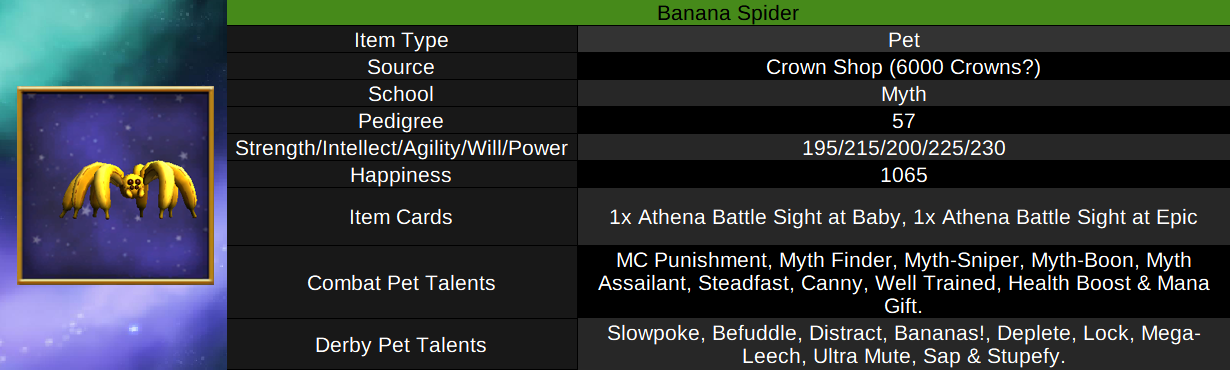 Banana Spider
Item Type Pet
Source Crown Shop (6000 Crowns?)
School Myth
Pedigree 57
Strength/Intellect/Agility/Will/Power 195/215/200/225/230
Happiness 1065
Item Cards 1x Athena Battle Sight at Baby, 1x Athena Battle Sight at Epic
Combat Pet Talents
MC Punishment, Myth Finder, Myth-Sniper, Myth-Boon, Myth
Assailant, Steadfast, Canny, Well Trained, Health Boost & Mana
Gift.
Derby Pet Talents
Slowpoke, Befuddle, Distract, Bananas!, Deplete, Lock, Mega-
Leech, Ultra Mute, Sap & Stupefy.